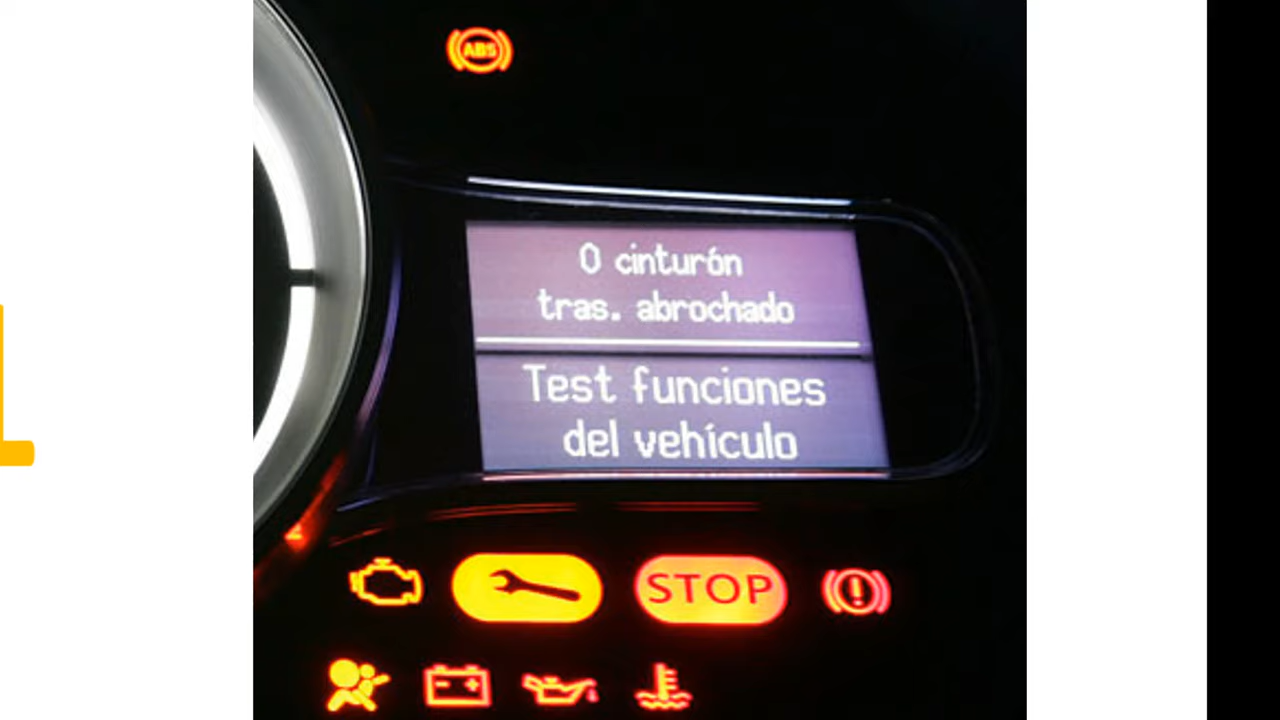 ABS
0 cinturón
tras. abrochado
Test funciones
del vehículo
STOP